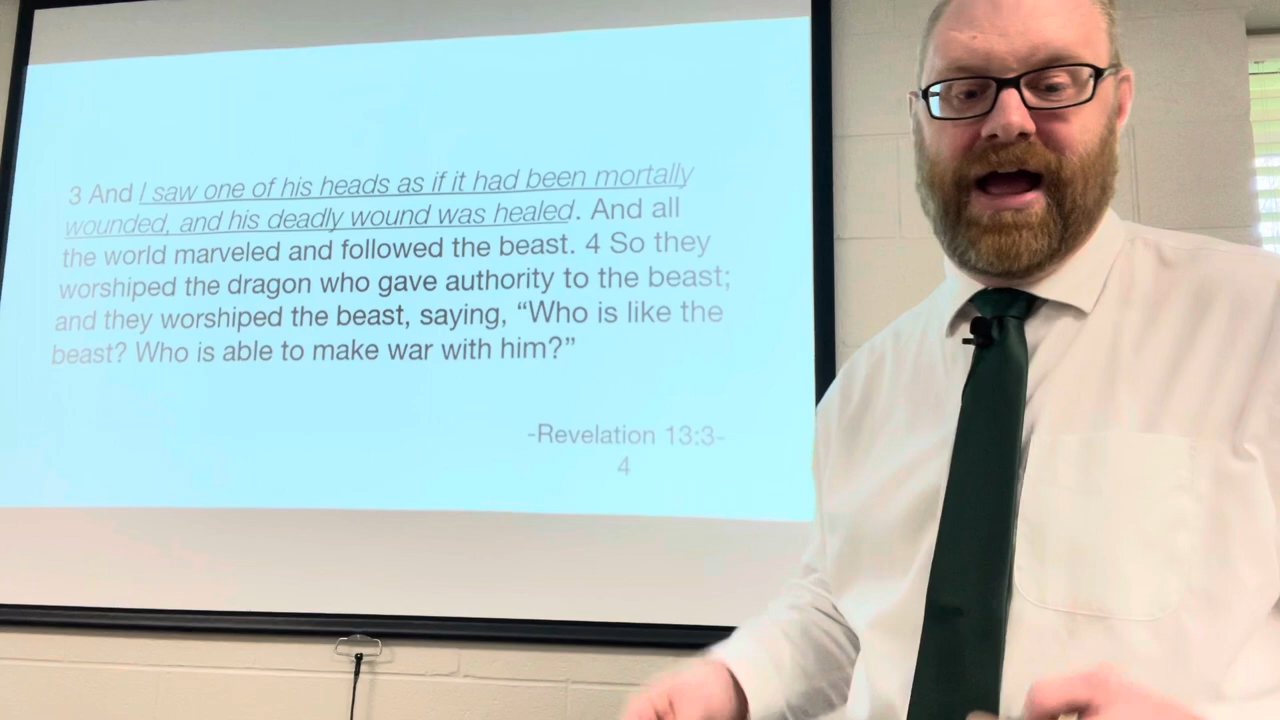 3 And I saw one of his heads as if it had been mortally
wounded, and his deadly wound was healed. And all
the world marveled and followed the beast. 4 So they
worshiped the dragon who gave authority to the beast;
and they worshiped the beast, saying, “Who is like the
beast? Who is able to make war with him?”
-Revelation 13:3-
4